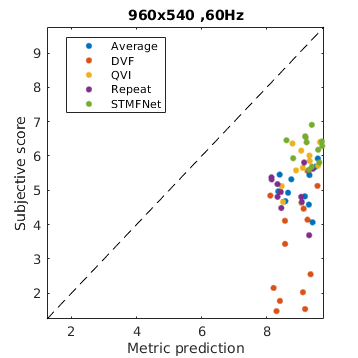 960x540 ,60Hz
Average
DVF
QVI
Repeat
STMFNet
9
8
7
6
5
4
3
2
Subjective score
2
4
6
8
Metric prediction